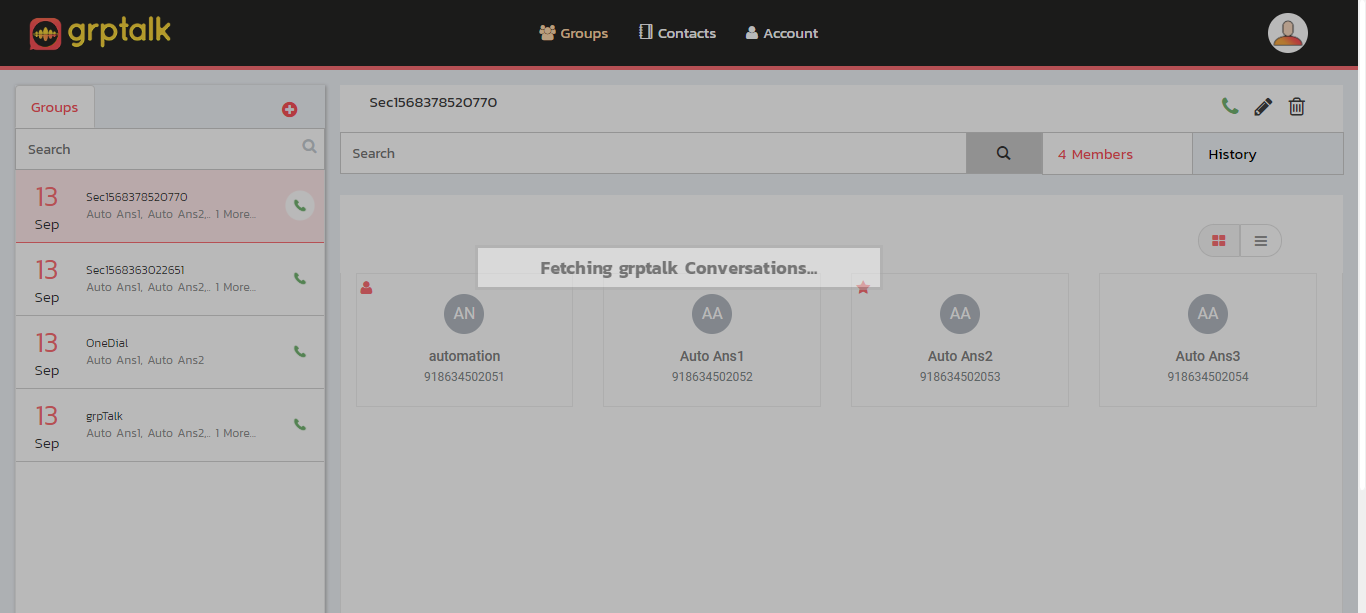 grptalk
Groups Contacts Account
Groups
Search
13 Sep
Sec1568378520770
Auto Ans1, Auto Ans2,.. 1 More...
13 Sep
Sec1568363022651
Auto Ans1, Auto Ans2,.. 1 More...
13 Sep
OneDial
Auto Ans1, Auto Ans2
13 Sep
grpTalk
Auto Ans1, Auto Ans2,.. 1 More...
Sec1568378520770
Search
4 Members
History
Fetching grptalk Conversations...
AN
automation
918634502051
AA
Auto Ans1
918634502052
AA
Auto Ans2
918634502053
AA
Auto Ans3
918634502054